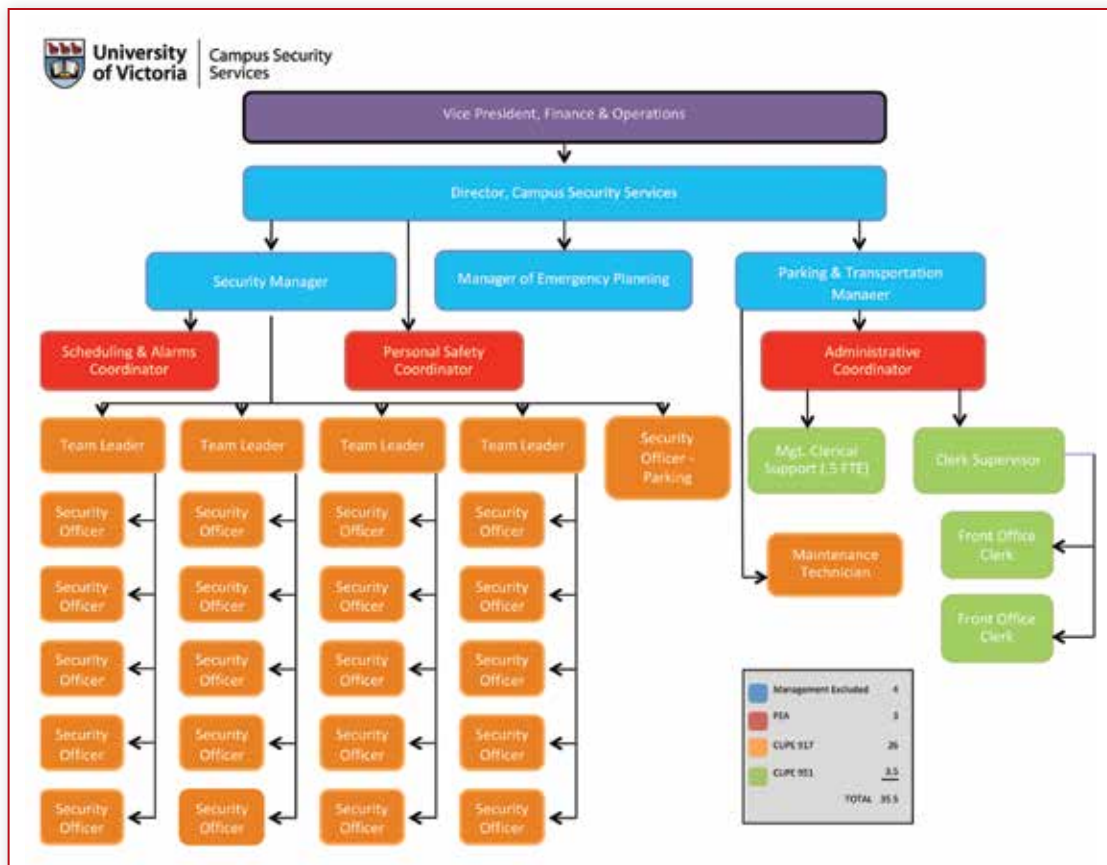 University
of Victoria
Campus Security
Services
Vice President, Finance & Operations
Director, Campus Security Services
Security Manager
Manager of Emergency Planning
Parking & Transportation
Manager
Scheduling & Alarms
Coordinator
Personal Safety
Coordinator
Administrative
Coordinator
Team Leader
Team Leader
Team Leader
Team Leader
Security
Officer -
Parking
Mgt. Clerical
Support (.5 FTE)
Clerk Supervisor
Security
Officer
Security
Officer
Security
Officer
Security
Officer
Front Office
Clerk
Maintenance
Technician
Security
Officer
Security
Officer
Security
Officer
Security
Officer
Front Office
Clerk
Security
Officer
Security
Officer
Security
Officer
Security
Officer
Security
Officer
Security
Officer
Security
Officer
Security
Officer
Security
Officer
Security
Officer
Security
Officer
Security
Officer
Management Excluded 4
PEA 3
CUPE 917 26
CUPE 951 3.5
TOTAL 35.5